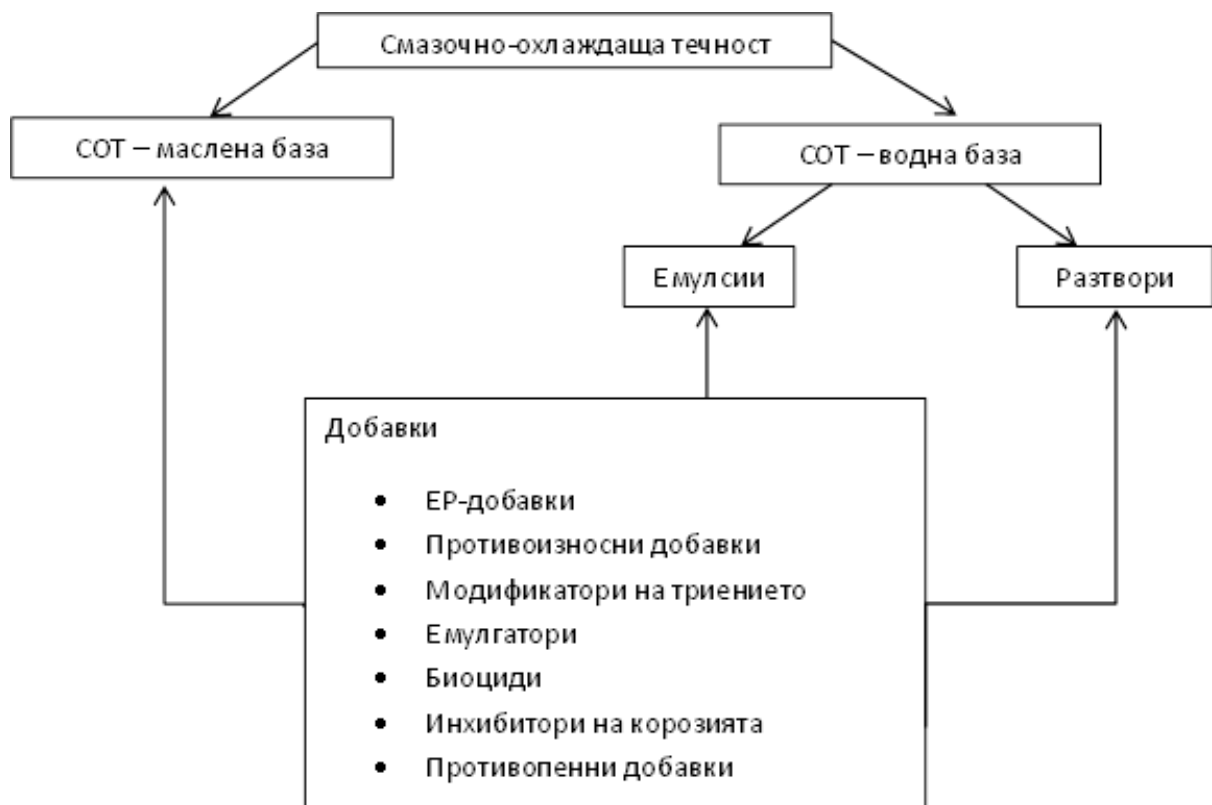 Смазочно-охлаждаща течност
СОТ – маслена база
СОТ – водна база
Емулсии
Разтвори
Добавки
• ЕР-добавки
• Противоизносни добавки
• Модификатори на триението
• Емулгатори
• Биоциди
• Инхибитори на корозията
• Противопенни добавки